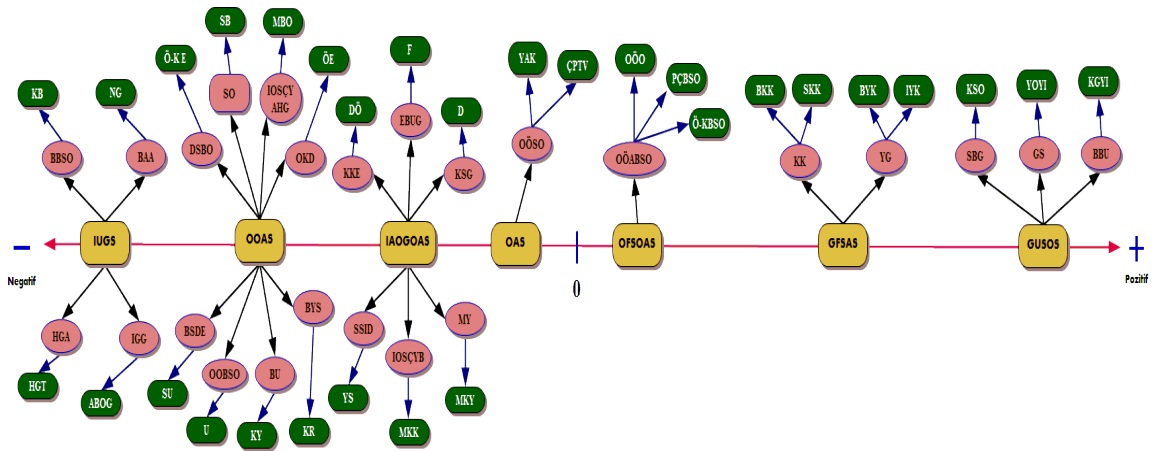 SB
MBO
F
YAK
ÇPTV
OÖO
PÇBSO
Ö-KBSO
BKK
SKK
BYK
IYK
KSO
YOYI
KGYI
KB
NG
Ö-K E
ÖE
DÖ
D
BBSO
BAA
DSBO
SO
IOSÇY
AHG
OKD
KKE
EBUG
KSG
OÖSO
OÖABSO
KK
YG
SBG
GS
BBU
IUGS
OOAS
IAOGOAS
OAS
OFSOAS
GFSAS
GUSOS
-
+
Negatif
0
Pozitif
HGA
IGG
BSDE
OOBSO
BU
BYS
SSID
IOSÇYB
MY
HGT
ABOG
SU
U
KY
KR
YS
MKK
MKY